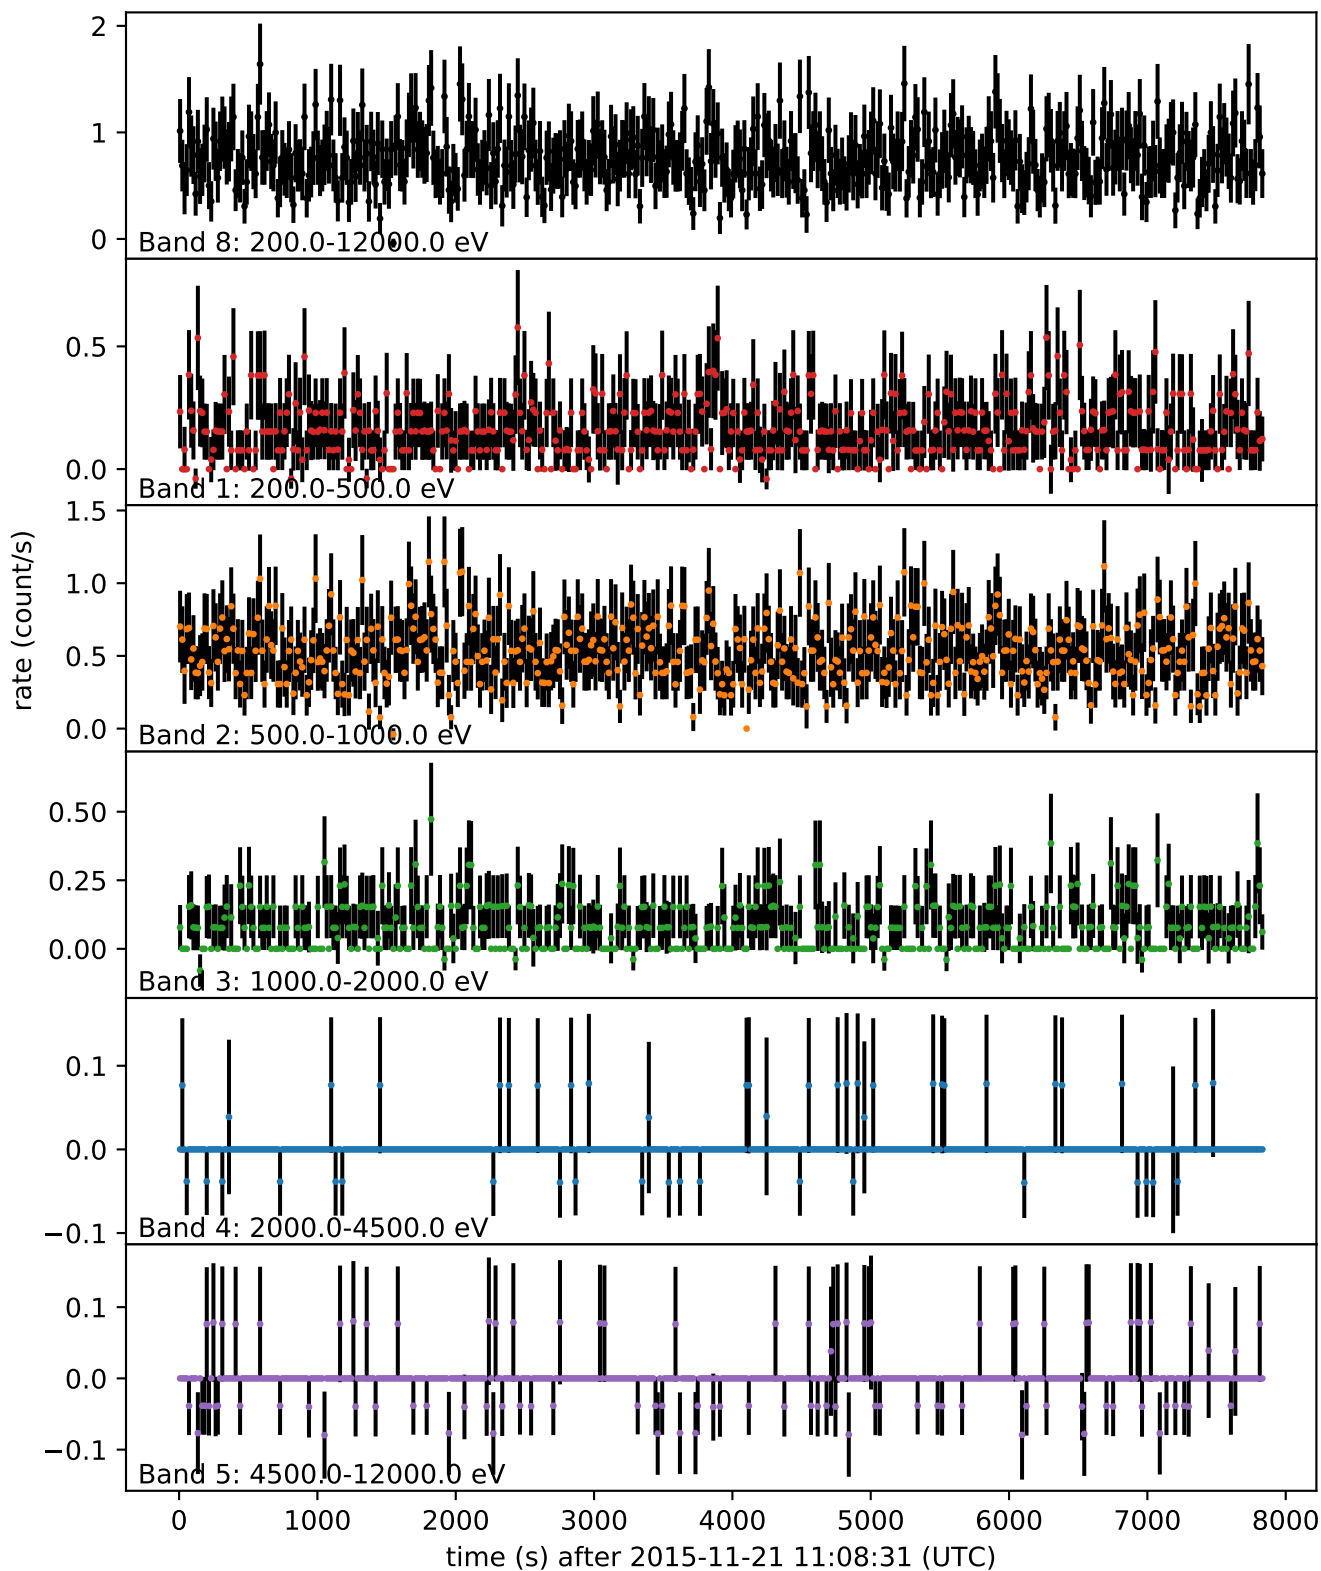 2
1
0
Band 8: 200.0-12000.0 eV
0.5
0.0
Band 1: 200.0-500.0 eV
1.5
1.0
0.5
0.0
Band 2: 500.0-1000.0 eV
rate (count/s)
0.50
0.25
0.00
Band 3: 1000.0-2000.0 eV
0.1
0.0
−0.1
Band 4: 2000.0-4500.0 eV
0.1
0.0
−0.1
Band 5: 4500.0-12000.0 eV
0 1000 2000 3000 4000 5000 6000 7000 8000
time (s) after 2015-11-21 11:08:31 (UTC)